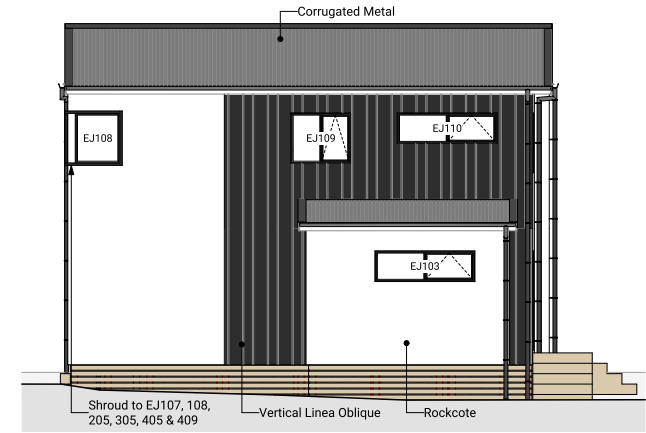 Corrugated Metal
EJ108
EJ109
EJ110
EJ103
Shroud to EJ107, 108,
205, 305, 405 & 409
Vertical Linea Oblique
Rockcote